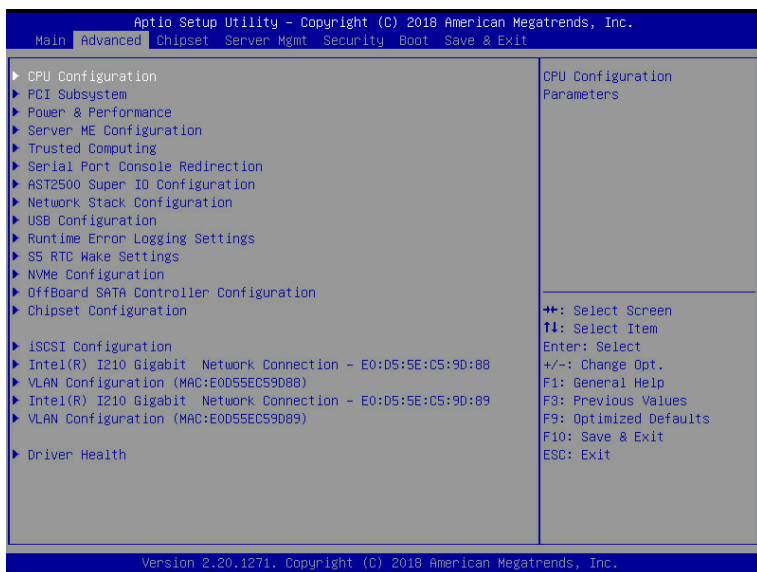 Aptio Setup Utility – Copyright (C) 2018 American Megatrends, Inc.
Main Advanced Chipset Server Mgmt Security Boot Save & Exit
CPU Configuration
PCI Subsystem
Power & Performance
Server ME Configuration
Trusted Computing
Serial Port Console Redirection
AST2500 Super IO Configuration
Network Stack Configuration
USB Configuration
Runtime Error Logging Settings
S5 RTC Wake Settings
NVMe Configuration
OffBoard SATA Controller Configuration
Chipset Configuration
iSCSI Configuration
Intel(R) I210 Gigabit Network Connection – E0:D5:5E:C5:9D:88
VLAN Configuration (MAC:E0D55EC59D88)
Intel(R) I210 Gigabit Network Connection – E0:D5:5E:C5:9D:89
VLAN Configuration (MAC:E0D55EC59D89)
Driver Health
CPU Configuration
Parameters
→←: Select Screen
↑↓: Select Item
Enter: Select
+/-: Change Opt.
F1: General Help
F3: Previous Values
F9: Optimized Defaults
F10: Save & Exit
ESC: Exit
Version 2.20.1271. Copyright (C) 2018 American Megatrends, Inc.